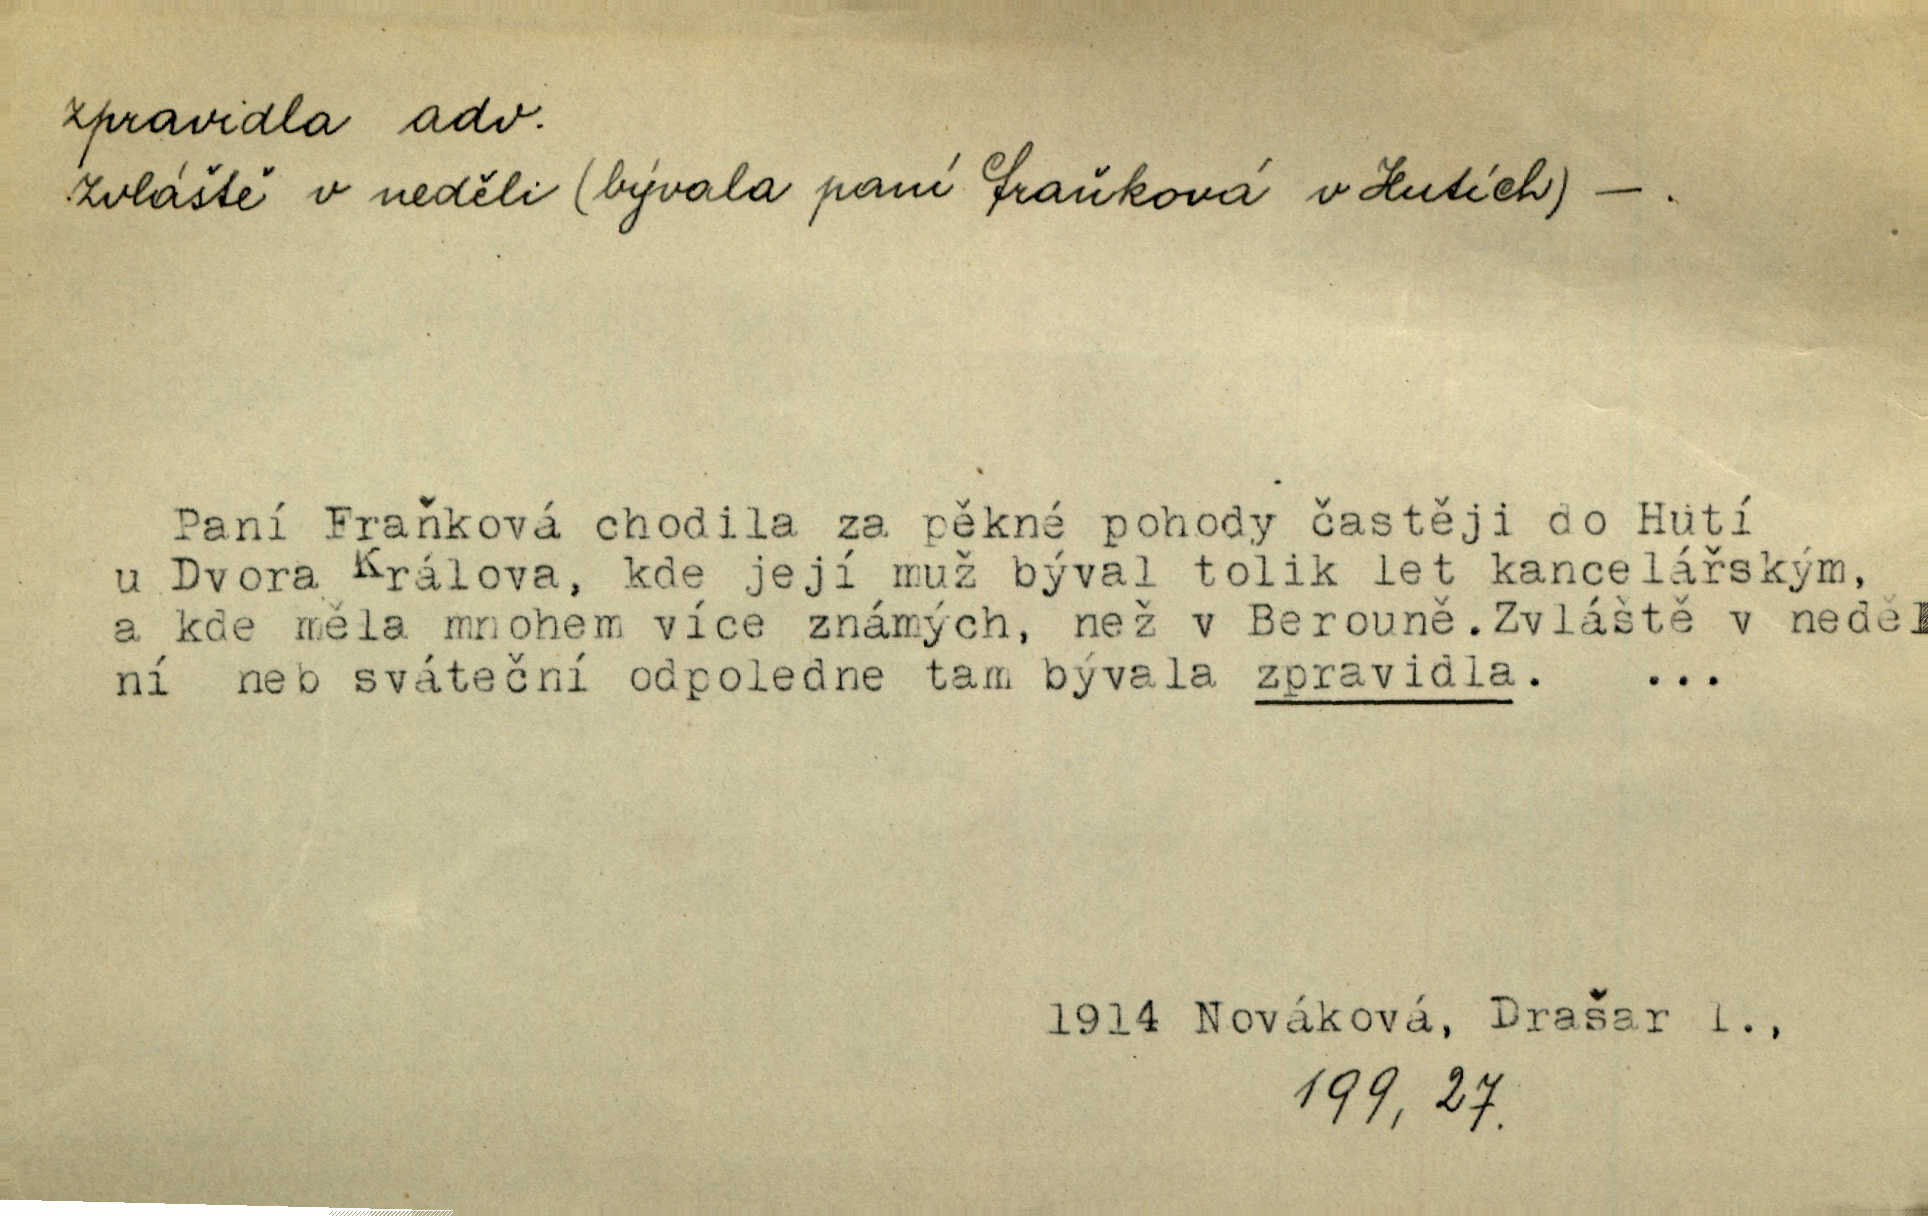 zpravidla adv.
zvláště v neděli (bývala paní Fraňková v Hutích) — .
Paní Fraňková chodila za pěkné pohody častěji do Hutí
u Dvora Králova, kde její muž býval tolik let kancelářským,
a kde měla mnohem více známých, než v Berouně.Zvláště v neděl
ní neb sváteční odpoledne tam bývala zpravidla. ...
1914 Nováková, Drašar 1.,
199, 27.